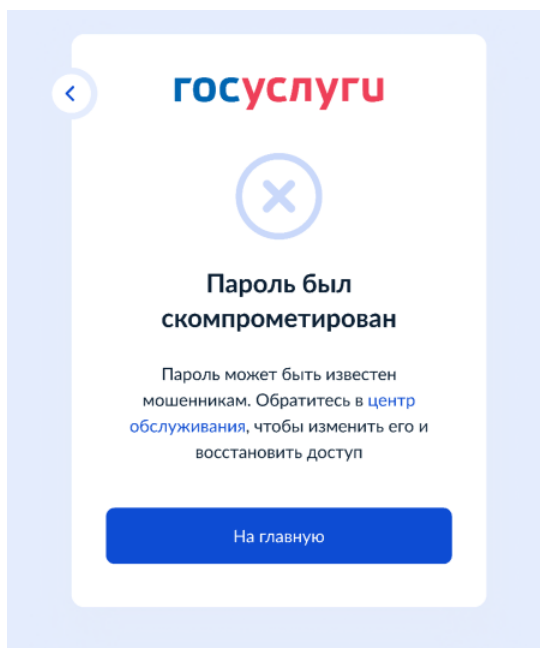 госуслуги
Пароль был
скомпрометирован
Пароль может быть известен
мошенникам. Обратитесь в центр
обслуживания, чтобы изменить его и
восстановить доступ
На главную